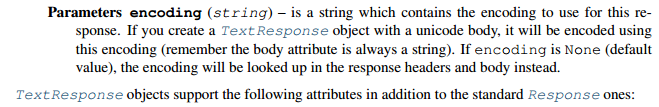 Parameters encoding (string) – is a string which contains the encoding to use for this re-
sponse. If you create a TextResponse object with a unicode body, it will be encoded using
this encoding (remember the body attribute is always a string). If encoding is None (default
value), the encoding will be looked up in the response headers and body instead.
TextResponse objects support the following attributes in addition to the standard Response ones: